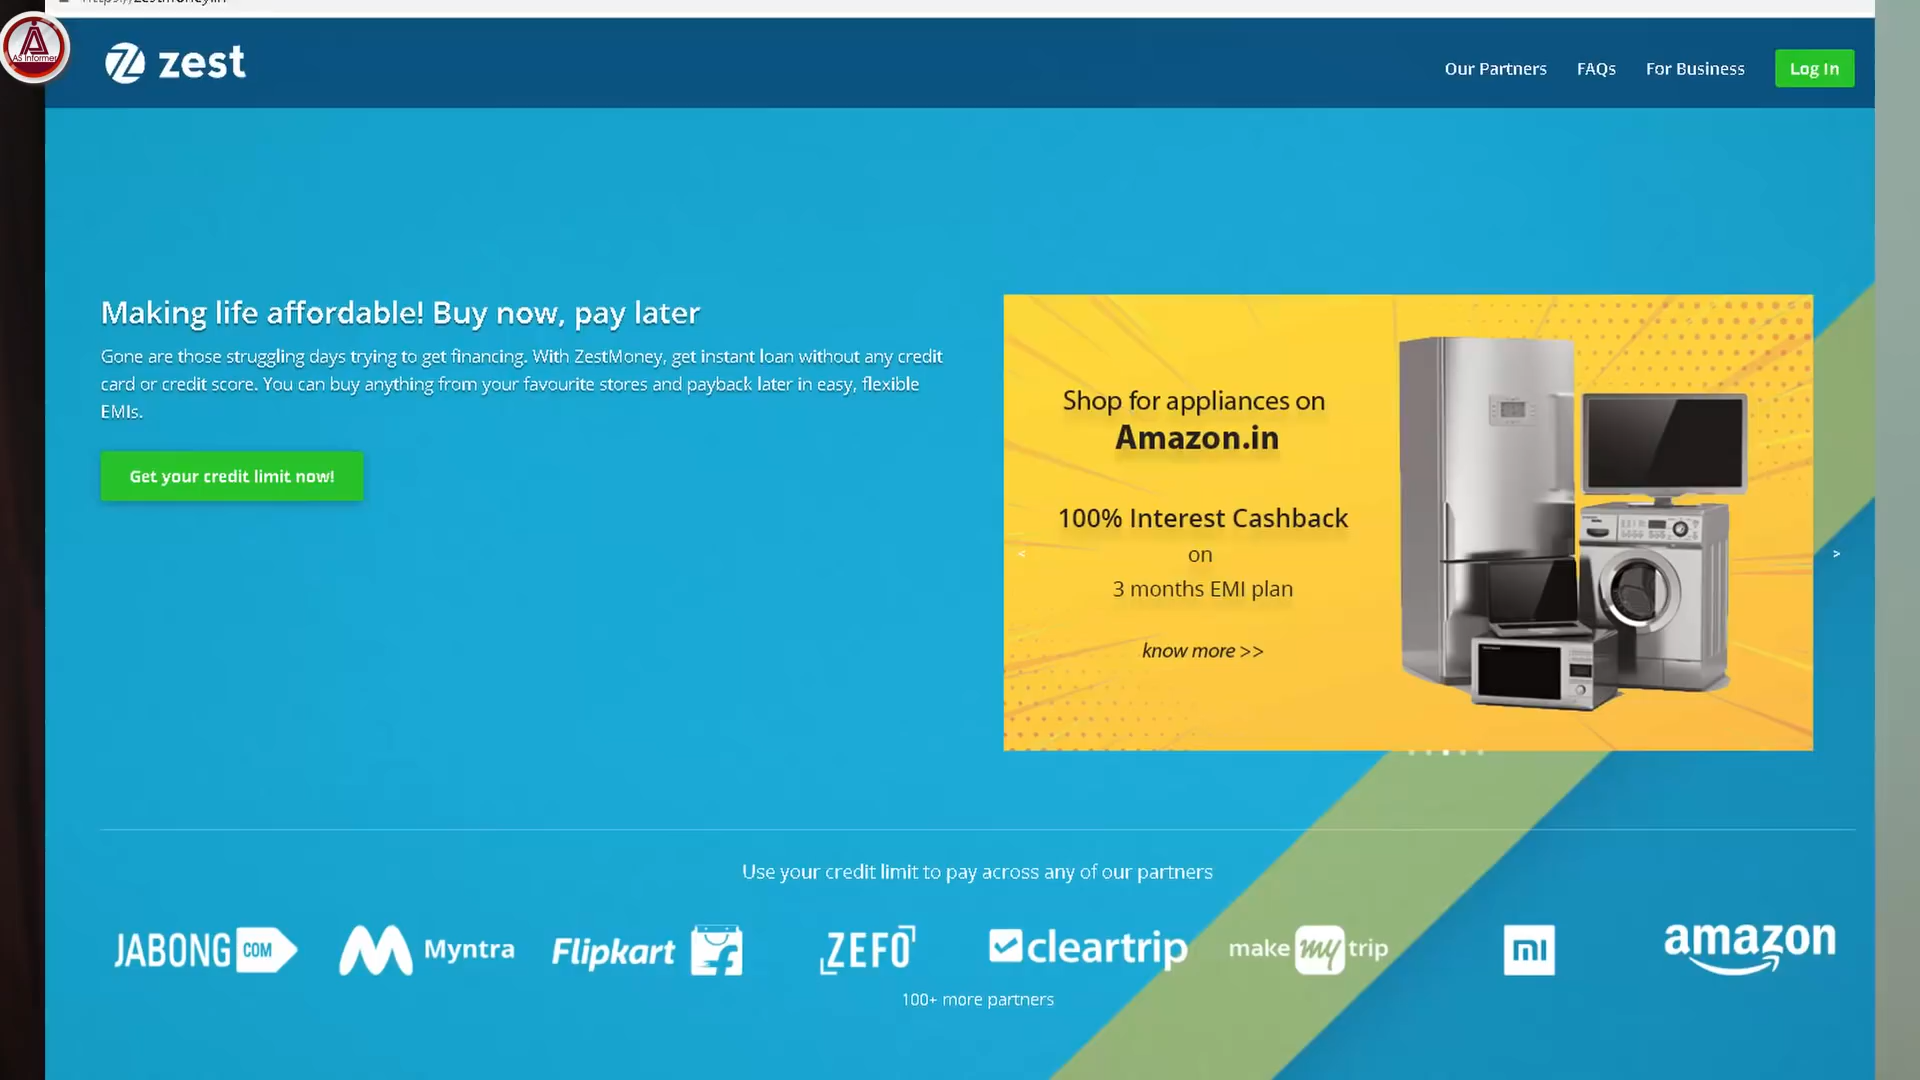 AS Informer
zest
Our Partners
FAQs
For Business
Log In
Making life affordable! Buy now, pay later
Gone are those struggling days trying to get financing. With ZestMoney, get instant loan without any credit
card or credit score. You can buy anything from your favourite stores and payback later in easy, flexible
EMIs.
Get your credit limit now!
Shop for appliances on
Amazon.in
100% Interest Cashback
on
3 months EMI plan
know more >>
<
>
Use your credit limit to pay across any of our partners
JABONG COM
Myntra
Flipkart
ZEFO
cleartrip
make my trip
mi
amazon
100+ more partners